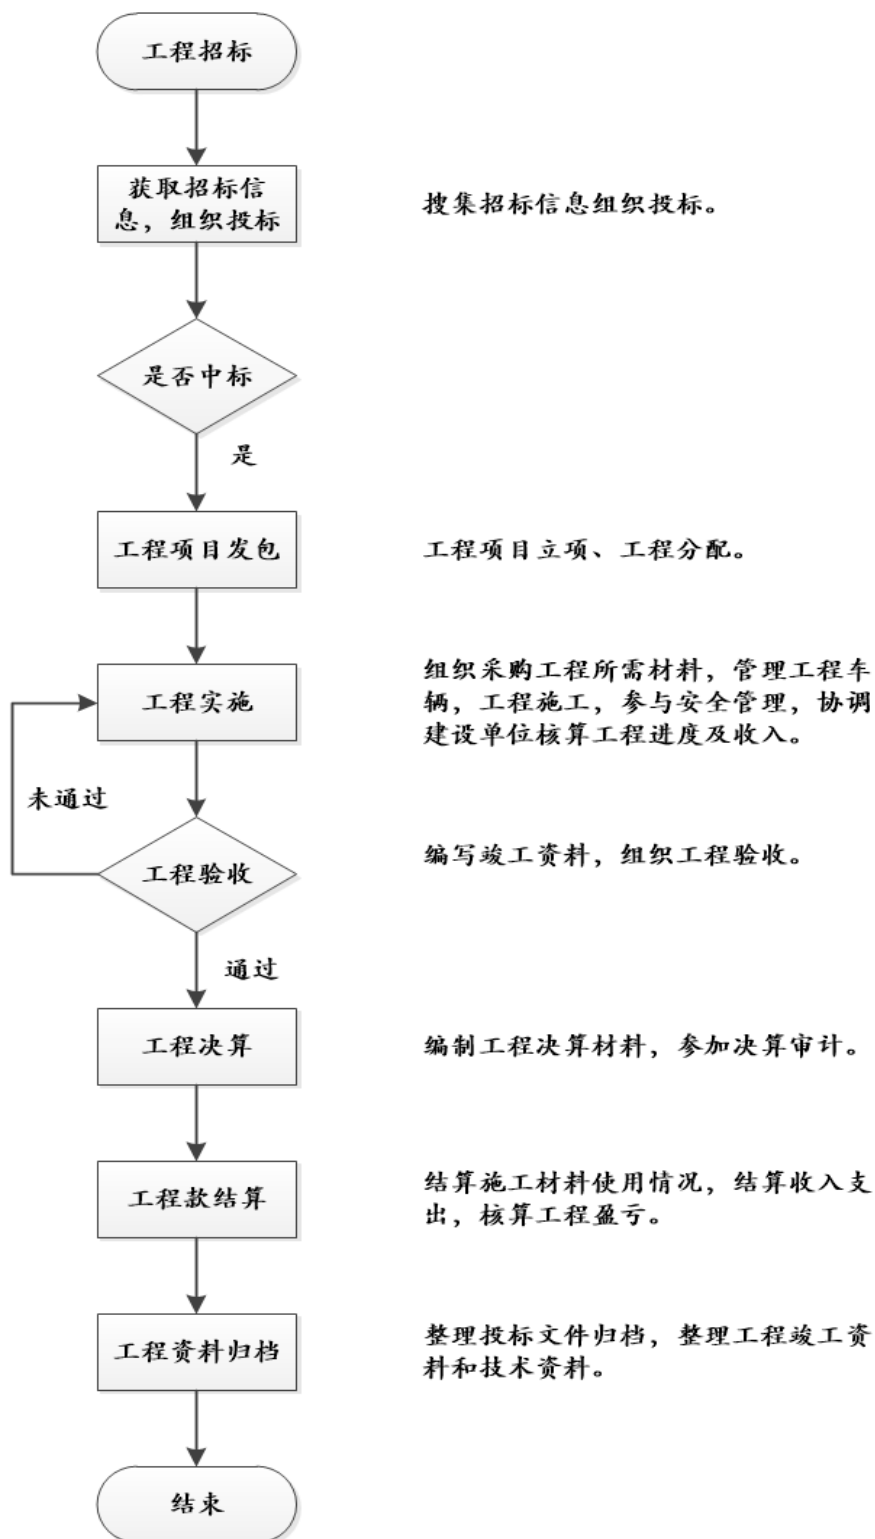 工程招标
获取招标信
息，组织投标
搜集招标信息组织投标。
是否中标
是
工程项目发包
工程项目立项、工程分配。
工程实施
组织采购工程所需材料，管理工程车
辆，工程施工，参与安全管理，协调
建设单位核算工程进度及收入。
未通过
工程验收
编写竣工资料，组织工程验收。
通过
工程决算
编制工程决算材料，参加决算审计。
工程款结算
结算施工材料使用情况，结算收入支
出，核算工程盈亏。
工程资料归档
整理投标文件归档，整理工程竣工资
料和技术资料。
结束